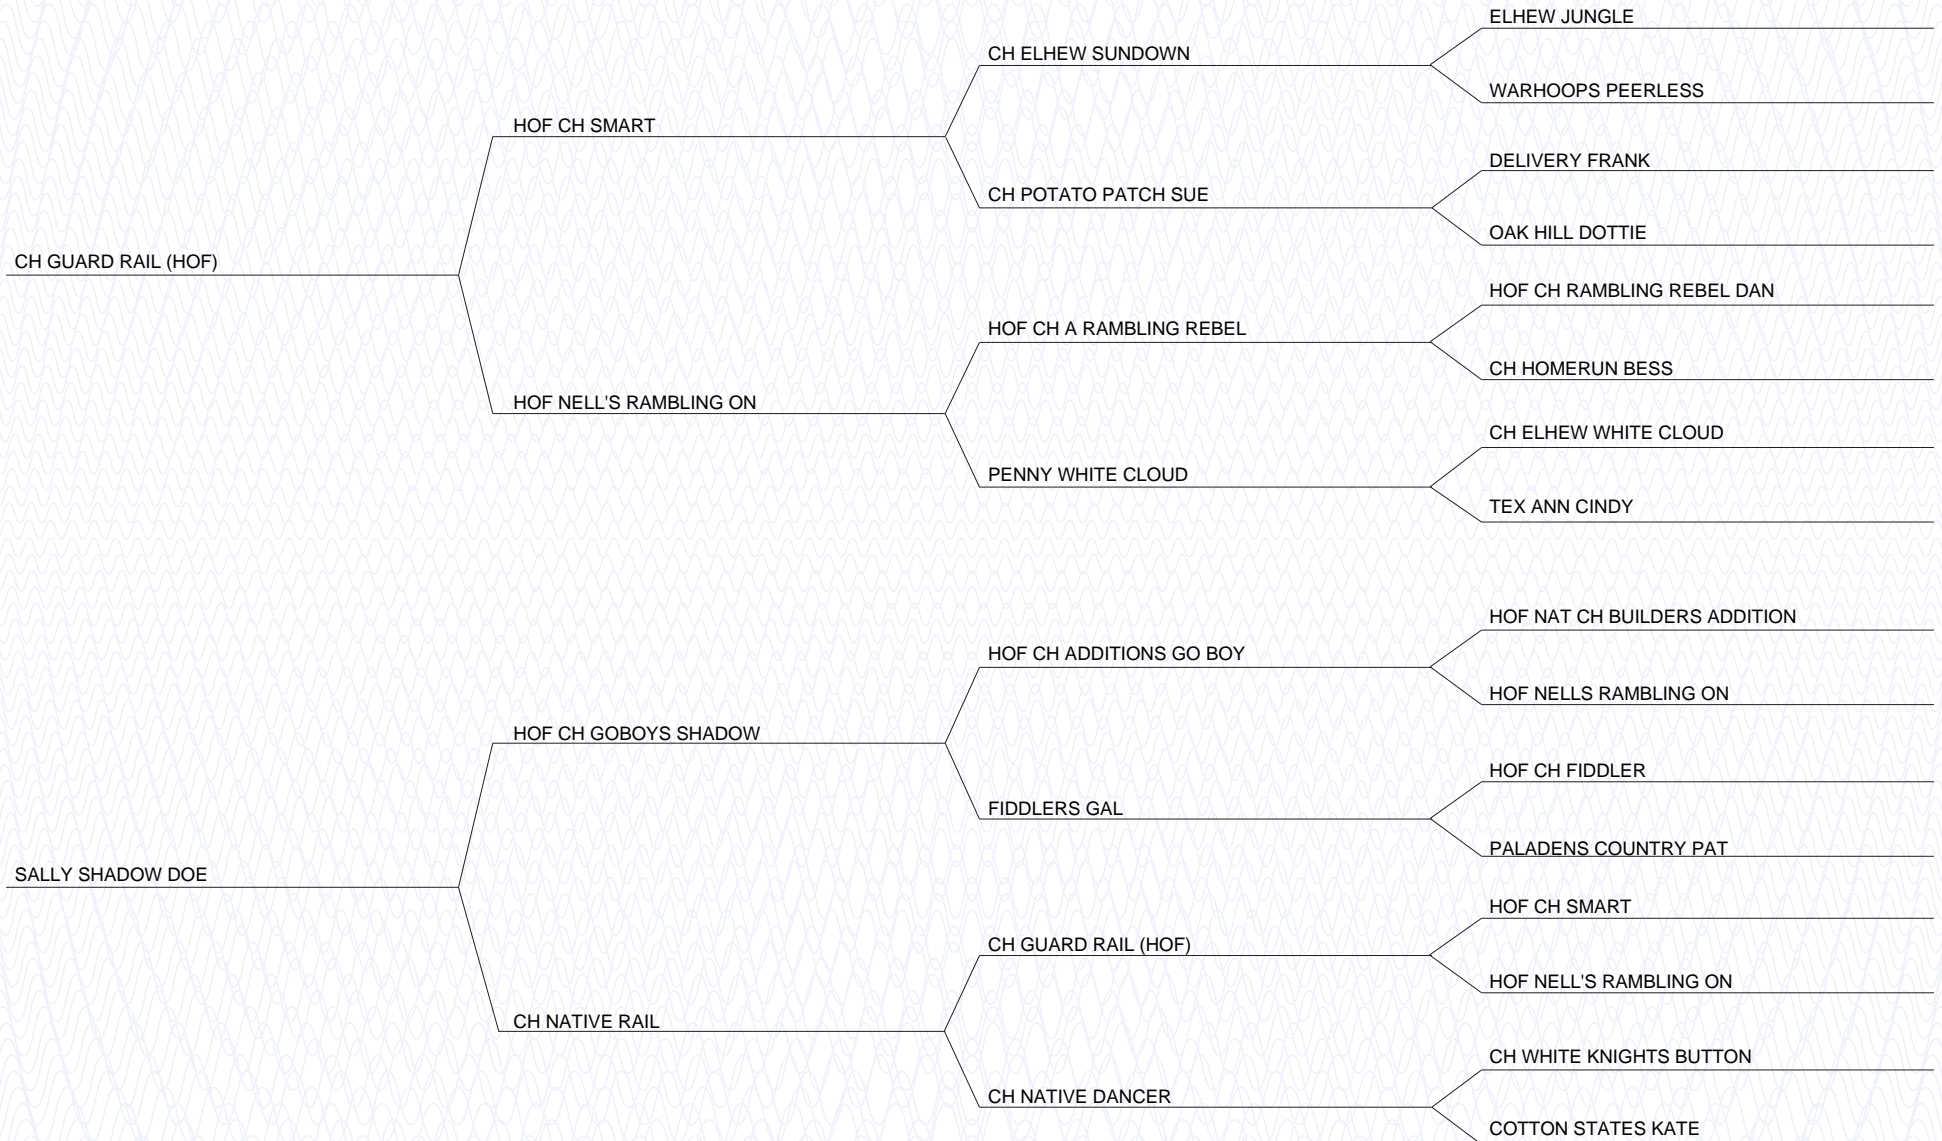 ELHEW JUNGLE
CH ELHEW SUNDOWN
WARHOOPS PEERLESS
HOF CH SMART
DELIVERY FRANK
CH POTATO PATCH SUE
OAK HILL DOTTIE
CH GUARD RAIL (HOF)
HOF CH RAMBLING REBEL DAN
HOF CH A RAMBLING REBEL
CH HOMERUN BESS
HOF NELL'S RAMBLING ON
CH ELHEW WHITE CLOUD
PENNY WHITE CLOUD
TEX ANN CINDY
HOF NAT CH BUILDERS ADDITION
HOF CH ADDITIONS GO BOY
HOF NELLS RAMBLING ON
HOF CH GOBOYS SHADOW
HOF CH FIDDLER
FIDDLERS GAL
PALADENS COUNTRY PAT
SALLY SHADOW DOE
HOF CH SMART
CH GUARD RAIL (HOF)
HOF NELL'S RAMBLING ON
CH NATIVE RAIL
CH WHITE KNIGHTS BUTTON
CH NATIVE DANCER
COTTON STATES KATE